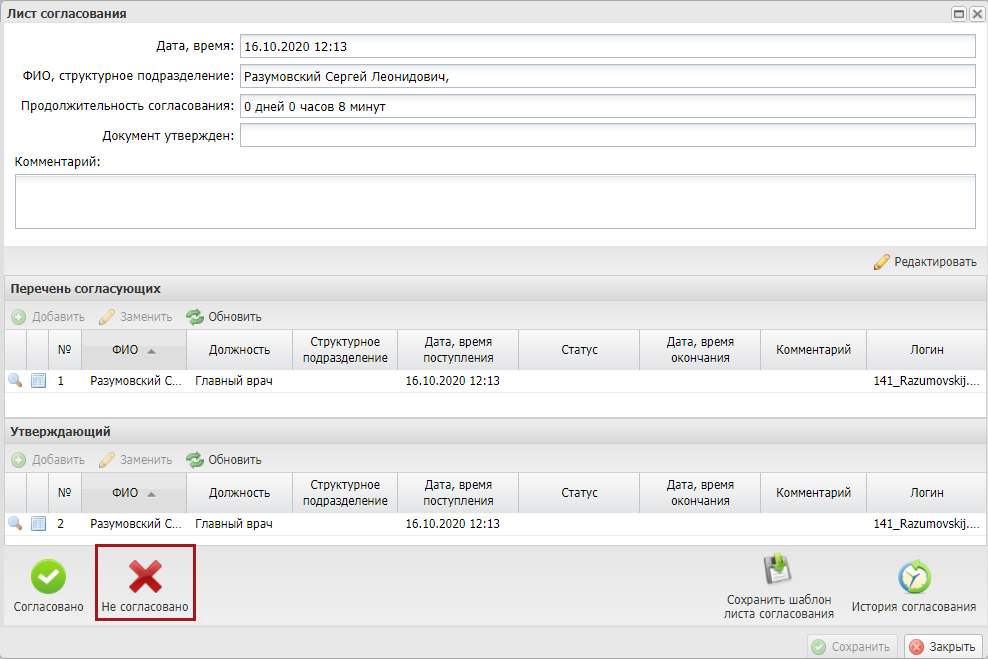 Лист согласования
Дата, время: 16.10.2020 12:13
ФИО, структурное подразделение: Разумовский Сергей Леонидович,
Продолжительность согласования: 0 дней 0 часов 8 минут
Документ утвержден:
Комментарий:
Редактировать
Перечень согласующих
Добавить Заменить Обновить
№ ФИО Должность Структурное подразделение Дата, время поступления Статус Дата, время окончания Комментарий Логин
1 Разумовский С... Главный врач 16.10.2020 12:13 141_Razumovskij....
Утверждающий
Добавить Заменить Обновить
№ ФИО Должность Структурное подразделение Дата, время поступления Статус Дата, время окончания Комментарий Логин
2 Разумовский С... Главный врач 16.10.2020 12:13 141_Razumovskij....
Согласовано Не согласовано Сохранить шаблон листа согласования История согласования
Сохранить Закрыть